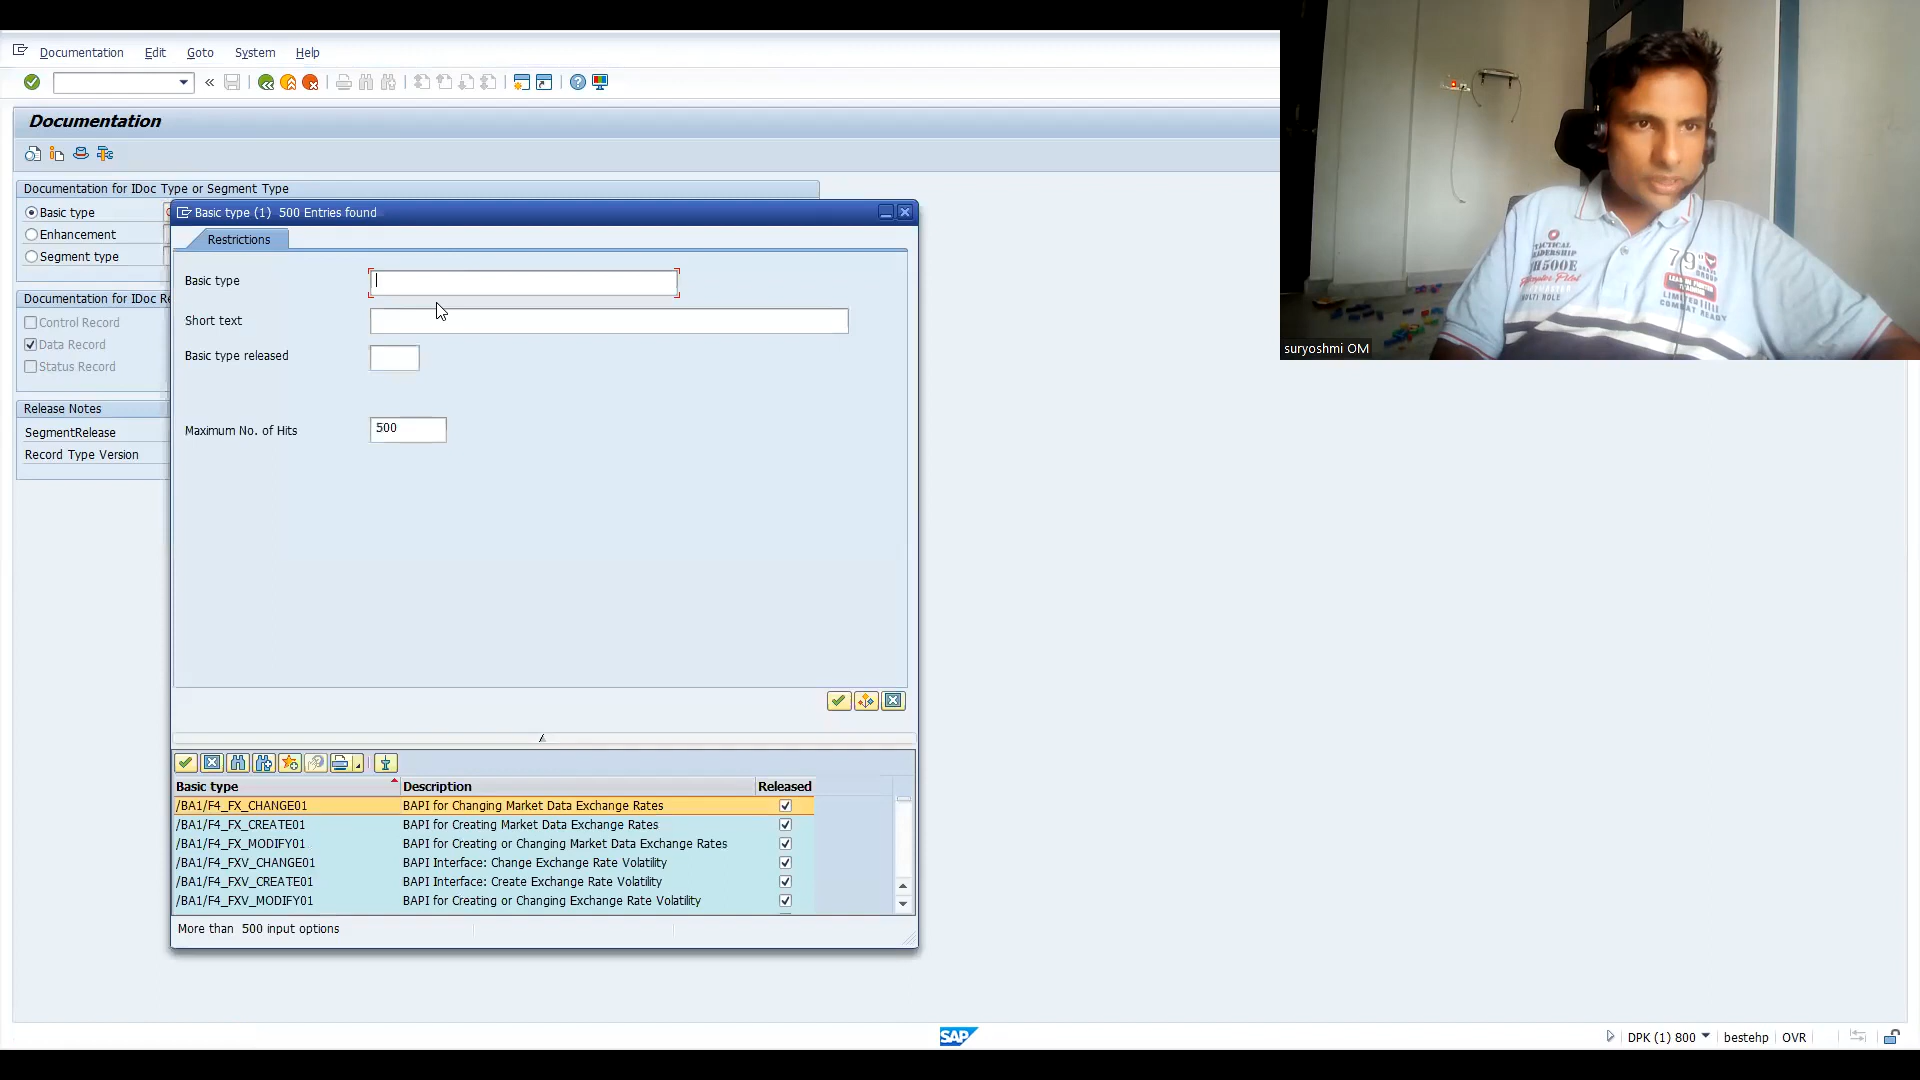 Documentation Edit Goto System Help
Documentation
Documentation for IDoc Type or Segment Type
Basic type
Enhancement
Segment type
Documentation for IDoc Re
Control Record
Data Record
Status Record
Release Notes
SegmentRelease
Record Type Version
Basic type (1) 500 Entries found
Restrictions
Basic type
Short text
Basic type released
Maximum No. of Hits 500
Basic type Description Released
/BA1/F4_FX_CHANGE01 BAPI for Changing Market Data Exchange Rates
/BA1/F4_FX_CREATE01 BAPI for Creating Market Data Exchange Rates
/BA1/F4_FX_MODIFY01 BAPI for Creating or Changing Market Data Exchange Rates
/BA1/F4_FXV_CHANGE01 BAPI Interface: Change Exchange Rate Volatility
/BA1/F4_FXV_CREATE01 BAPI Interface: Create Exchange Rate Volatility
/BA1/F4_FXV_MODIFY01 BAPI for Creating or Changing Exchange Rate Volatility
More than 500 input options
SAP
DPK (1) 800 bestehp OVR
suryoshmi OM
TACTICAL
79